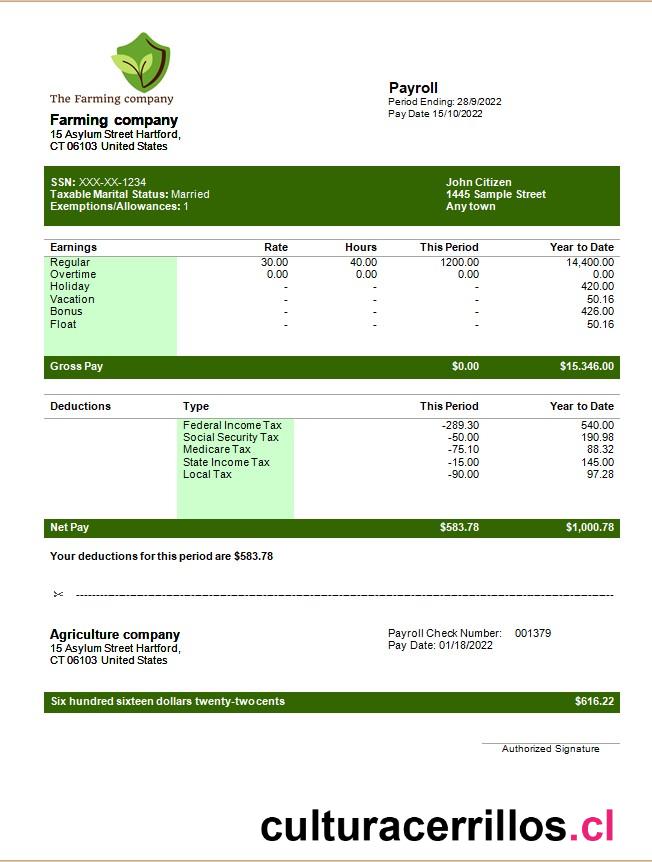 The Farming company
Farming company
15 Asylum Street Hartford,
CT 06103 United States
Payroll
Period Ending: 28/9/2022
Pay Date 15/10/2022
SSN: XXX-XX-1234
Taxable Marital Status: Married
Exemptions/Allowances: 1
John Citizen
1445 Sample Street
Any town
Earnings Rate Hours This Period Year to Date
Regular 30.00 40.00 1200.00 14,400.00
Overtime 0.00 0.00 0.00 0.00
Holiday - - - 420.00
Vacation - - - 50.16
Bonus - - - 426.00
Float - - - 50.16
Gross Pay $0.00 $15.346.00
Deductions Type This Period Year to Date
Federal Income Tax -289.30 540.00
Social Security Tax -50.00 190.98
Medicare Tax -75.10 88.32
State Income Tax -15.00 145.00
Local Tax -90.00 97.28
Net Pay $583.78 $1,000.78
Your deductions for this period are $583.78
Agriculture company
15 Asylum Street Hartford,
CT 06103 United States
Payroll Check Number: 001379
Pay Date: 01/18/2022
Six hundred sixteen dollars twenty-two cents $616.22
Authorized Signature
culturacerrillos.cl